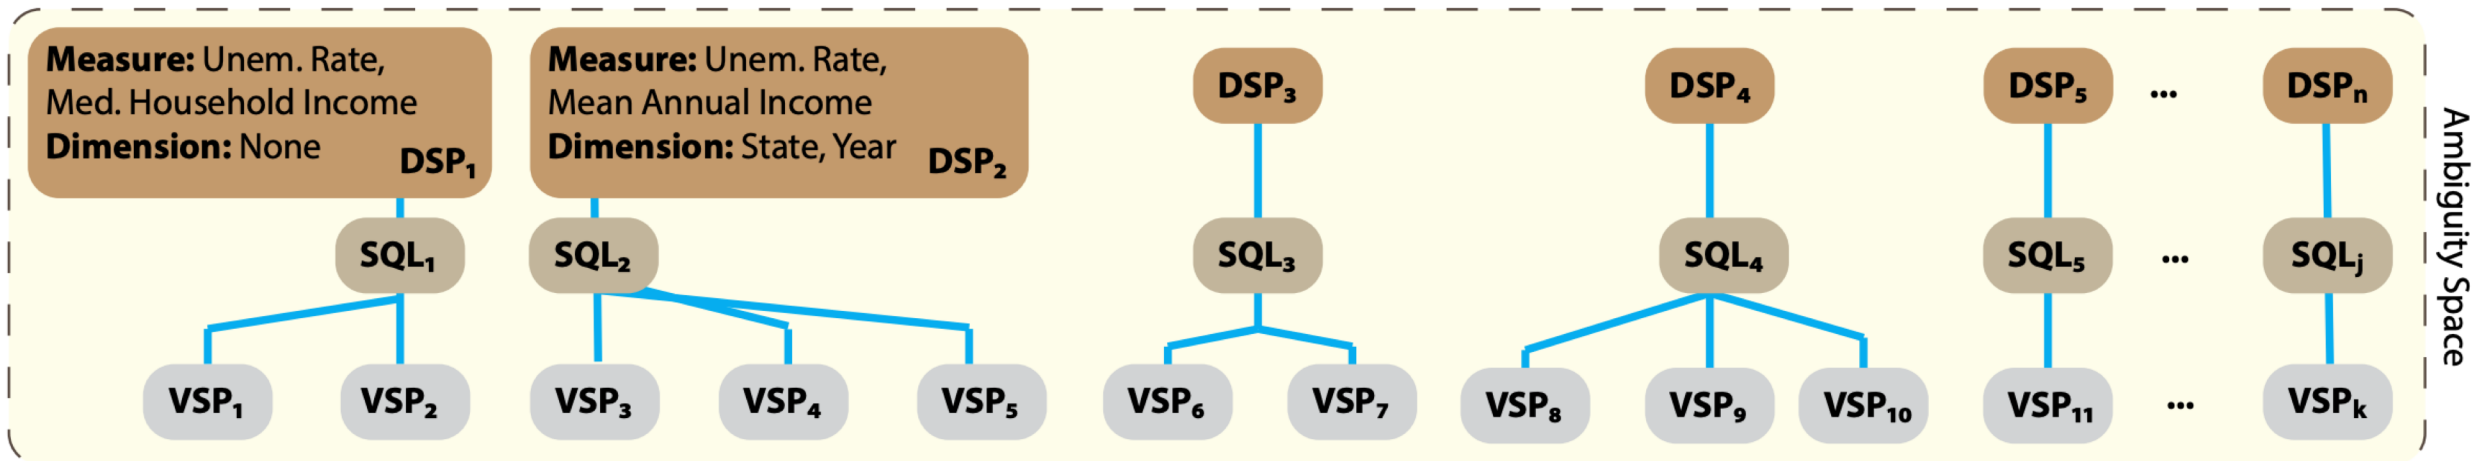 Measure: Unem. Rate,
Med. Household Income
Dimension: None
DSP₁
Measure: Unem. Rate,
Mean Annual Income
Dimension: State, Year
DSP₂
DSP₃
DSP₄
DSP₅
...
DSPₙ
SQL₁
SQL₂
SQL₃
SQL₄
SQL₅
...
SQLⱼ
VSP₁
VSP₂
VSP₃
VSP₄
VSP₅
VSP₆
VSP₇
VSP₈
VSP₉
VSP₁₀
VSP₁₁
...
VSPₖ
Ambiguity Space